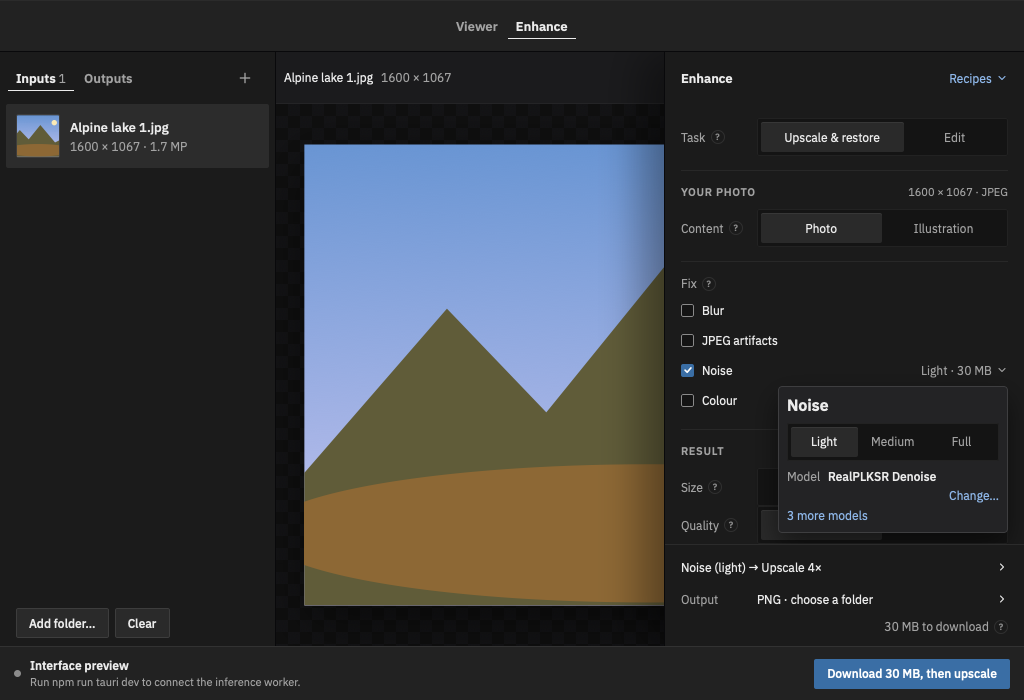 Viewer Enhance
Inputs 1 Outputs +
Alpine lake 1.jpg
1600 × 1067 · 1.7 MP
Add folder... Clear
Alpine lake 1.jpg 1600 × 1067
Enhance Recipes
Task ? Upscale & restore Edit
YOUR PHOTO 1600 × 1067 · JPEG
Content ? Photo Illustration
Fix ?
Blur
JPEG artifacts
Noise Light · 30 MB
Colour
Noise
Light Medium Full
Model RealPLKSR Denoise
Change...
3 more models
RESULT
Size ?
Quality ?
Noise (light) → Upscale 4×
Output PNG · choose a folder
30 MB to download ?
Interface preview
Run npm run tauri dev to connect the inference worker.
Download 30 MB, then upscale